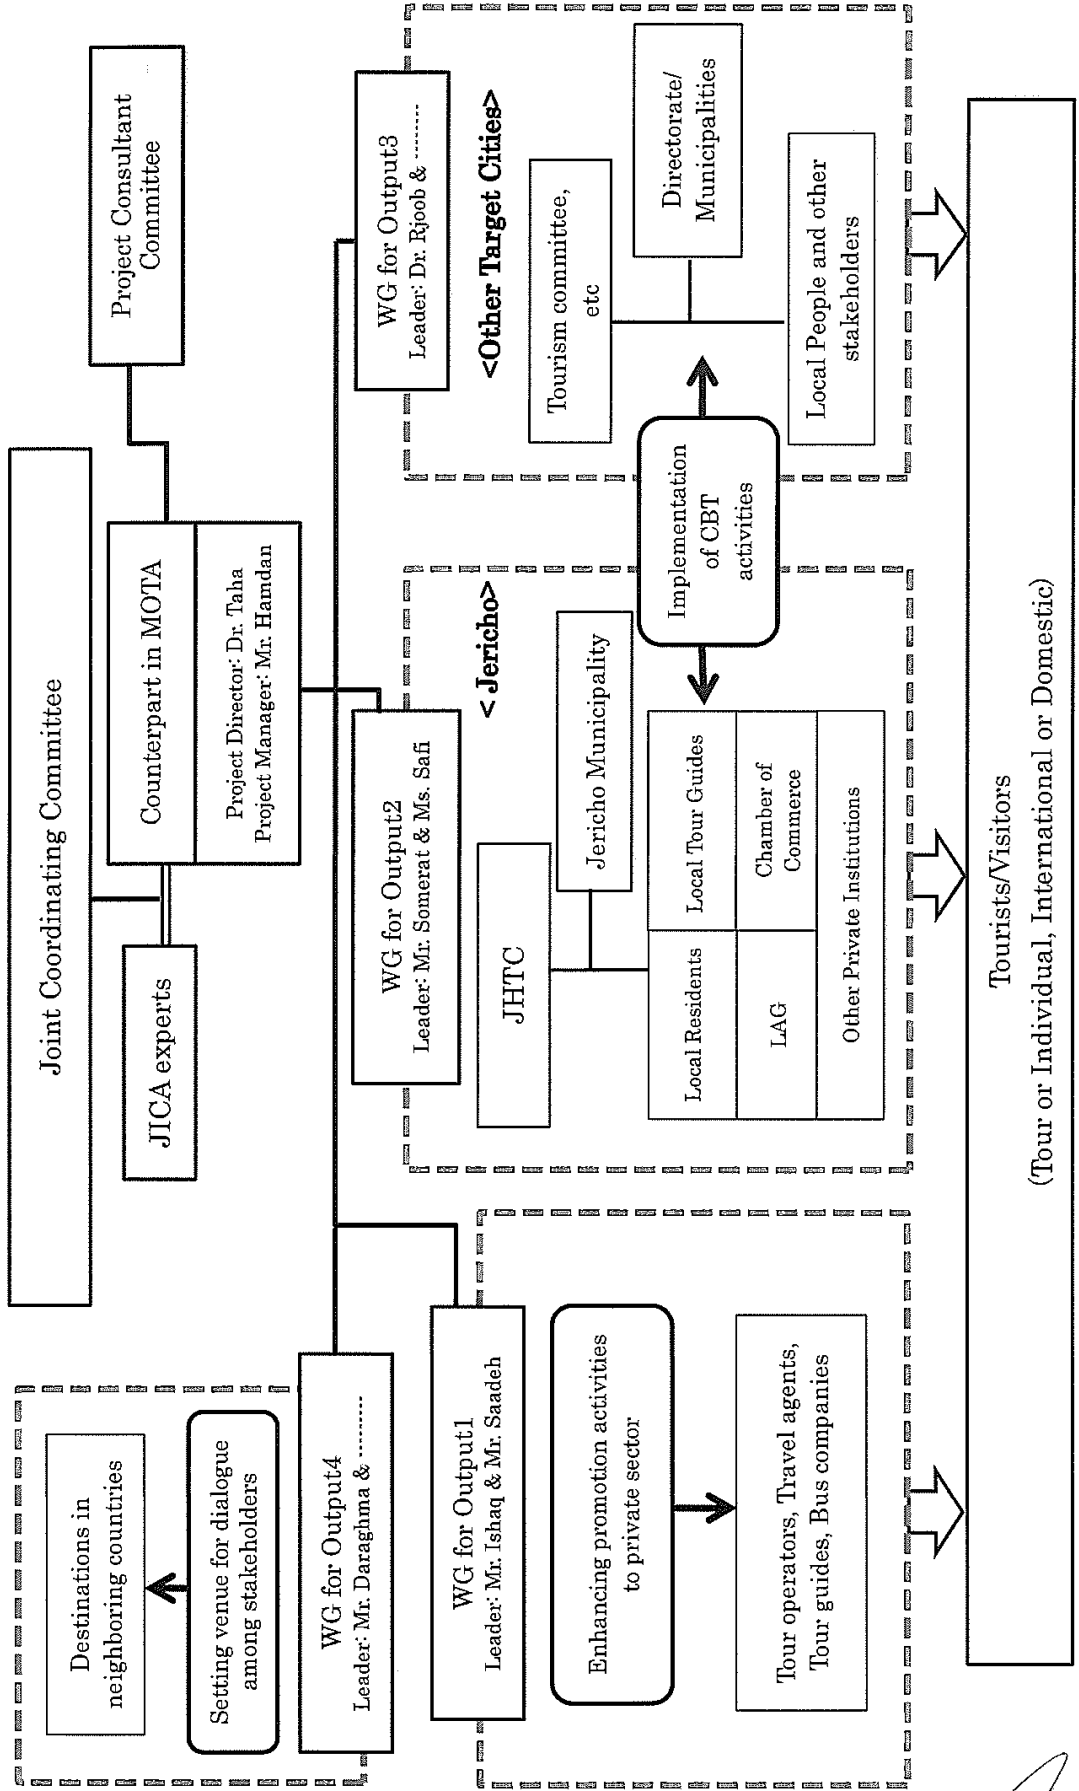 Joint Coordinating Committee
Project Consultant
Committee
JICA experts
Counterpart in MOTA
Project Director: Dr. Taha
Project Manager: Mr. Hamdan
Destinations in
neighboring countries
Setting venue for dialogue
among stakeholders
WG for Output4
Leader: Mr. Daraghma & ---------
WG for Output1
Leader: Mr. Ishaq & Mr. Saadeh
Enhancing promotion activities
to private sector
Tour operators, Travel agents,
Tour guides, Bus companies
WG for Output2
Leader: Mr. Somerat & Ms. Safi
< Jericho>
JHTC
Jericho Municipality
Local Residents
Local Tour Guides
LAG
Chamber of
Commerce
Other Private Institutions
Implementation
of CBT
activities
WG for Output3
Leader: Dr. Rjoob & --------
<Other Target Cities>
Tourism committee,
etc
Directorate/
Municipalities
Local People and other
stakeholders
Tourists/Visitors
(Tour or Individual, International or Domestic)